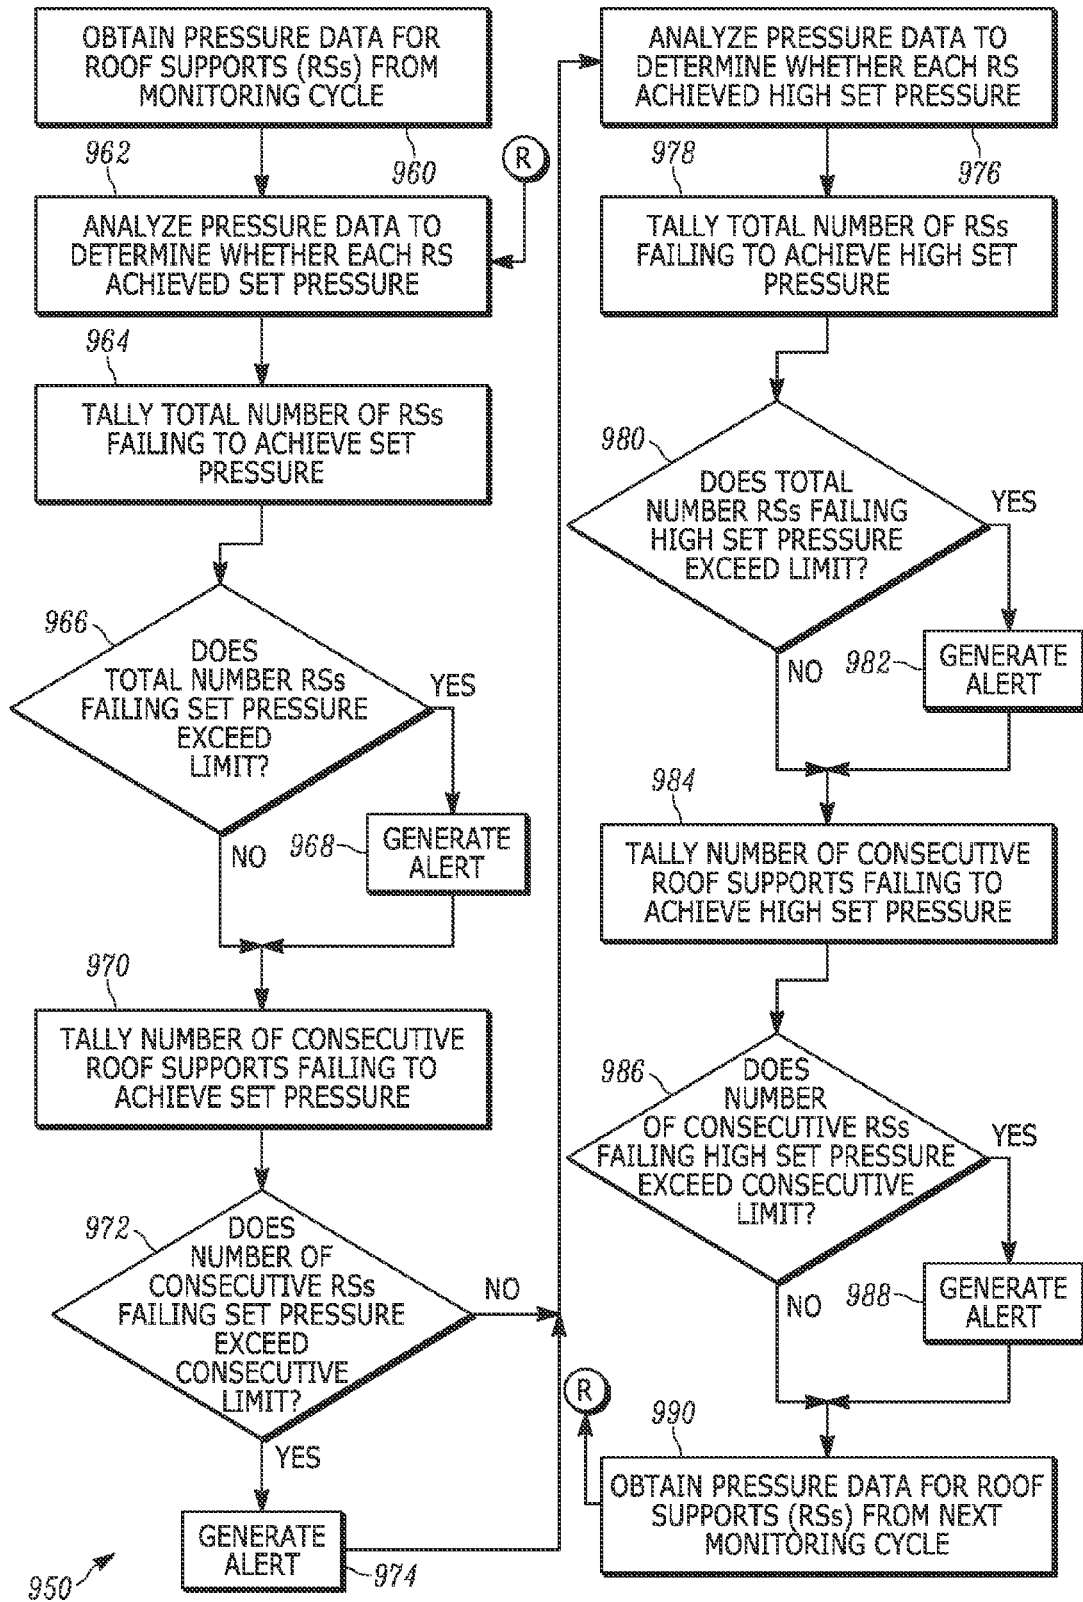 OBTAIN PRESSURE DATA FOR
ROOF SUPPORTS (RSs) FROM
MONITORING CYCLE
960
962
R
ANALYZE PRESSURE DATA TO
DETERMINE WHETHER EACH RS
ACHIEVED SET PRESSURE
964
TALLY TOTAL NUMBER OF RSs
FAILING TO ACHIEVE SET
PRESSURE
966
DOES
TOTAL NUMBER RSs
FAILING SET PRESSURE
EXCEED
LIMIT?
YES
NO
968
GENERATE
ALERT
970
TALLY NUMBER OF CONSECUTIVE
ROOF SUPPORTS FAILING TO
ACHIEVE SET PRESSURE
972
DOES
NUMBER OF
CONSECUTIVE RSs
FAILING SET PRESSURE
EXCEED
CONSECUTIVE
LIMIT?
NO
YES
GENERATE
ALERT
974
950
ANALYZE PRESSURE DATA TO
DETERMINE WHETHER EACH RS
ACHIEVED HIGH SET PRESSURE
976
978
TALLY TOTAL NUMBER OF RSs
FAILING TO ACHIEVE HIGH SET
PRESSURE
980
DOES TOTAL
NUMBER RSs FAILING
HIGH SET PRESSURE
EXCEED LIMIT?
YES
NO
982
GENERATE
ALERT
984
TALLY NUMBER OF CONSECUTIVE
ROOF SUPPORTS FAILING TO
ACHIEVE HIGH SET PRESSURE
986
DOES
NUMBER
OF CONSECUTIVE RSs
FAILING HIGH SET PRESSURE
EXCEED CONSECUTIVE
LIMIT?
YES
NO
988
GENERATE
ALERT
R
990
OBTAIN PRESSURE DATA FOR ROOF
SUPPORTS (RSs) FROM NEXT
MONITORING CYCLE